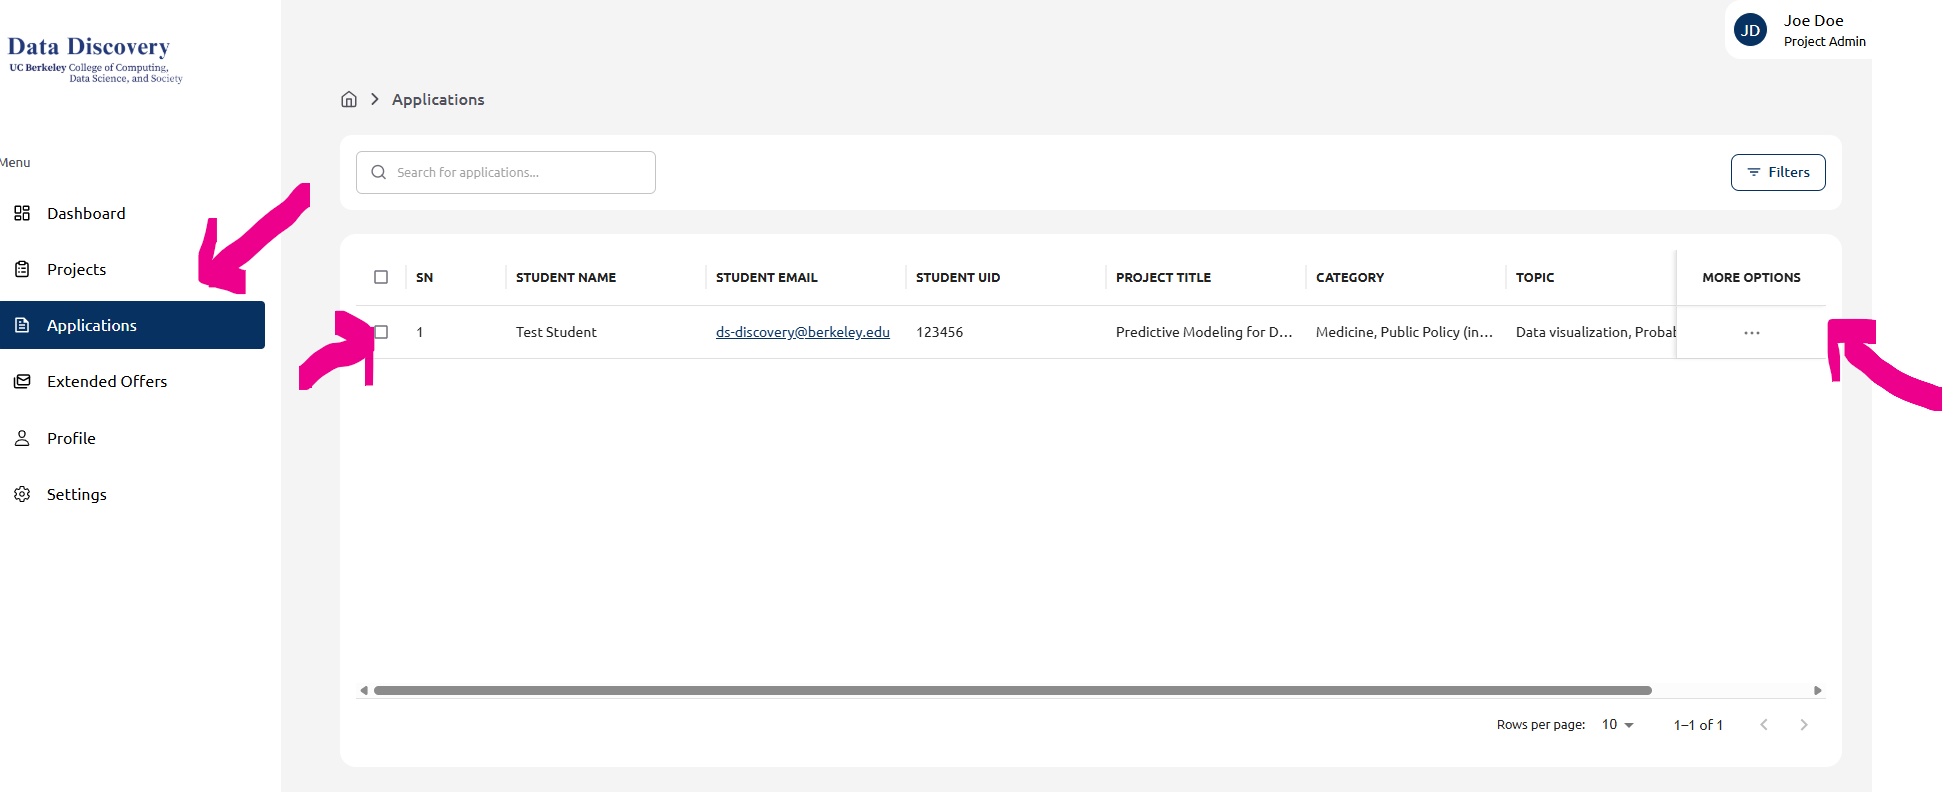 Data Discovery
UC Berkeley College of Computing,
Data Science, and Society
JD
Joe Doe
Project Admin
Menu
Dashboard
Projects
Applications
Extended Offers
Profile
Settings
Applications
Search for applications...
Filters
SN STUDENT NAME STUDENT EMAIL STUDENT UID PROJECT TITLE CATEGORY TOPIC MORE OPTIONS
1 Test Student ds-discovery@berkeley.edu 123456 Predictive Modeling for D... Medicine, Public Policy (in... Data visualization, Probab ...
Rows per page: 10 1–1 of 1